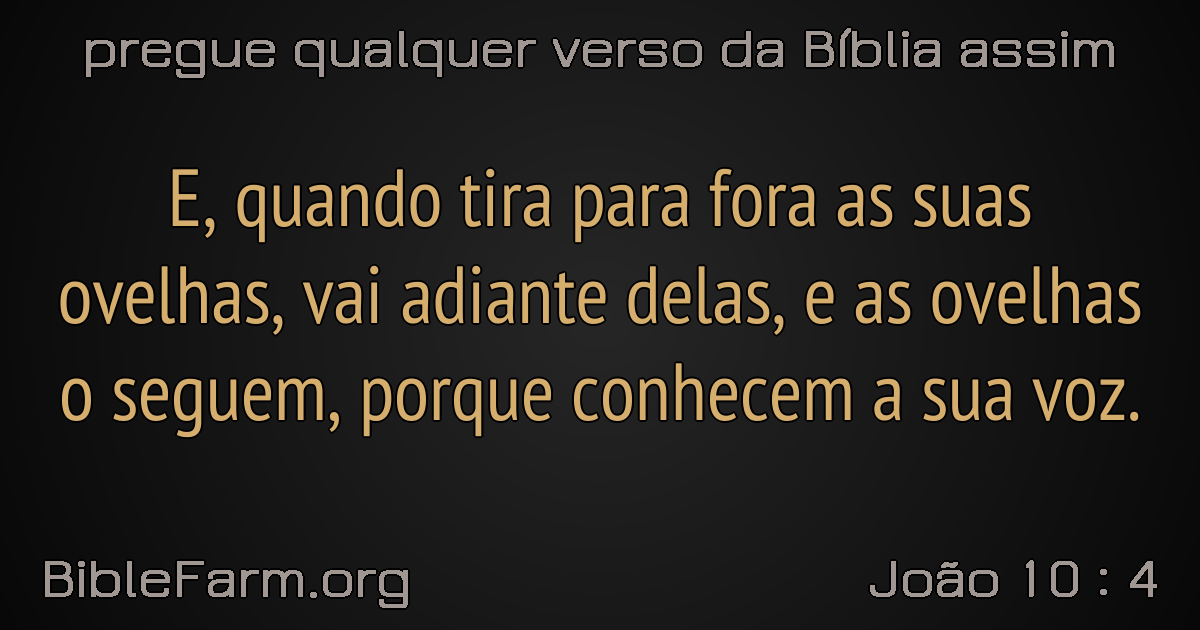 pregue qualquer verso da Bíblia assim
E, quando tira para fora as suas
ovelhas, vai adiante delas, e as ovelhas
o seguem, porque conhecem a sua voz.
BibleFarm.org
João 10 : 4